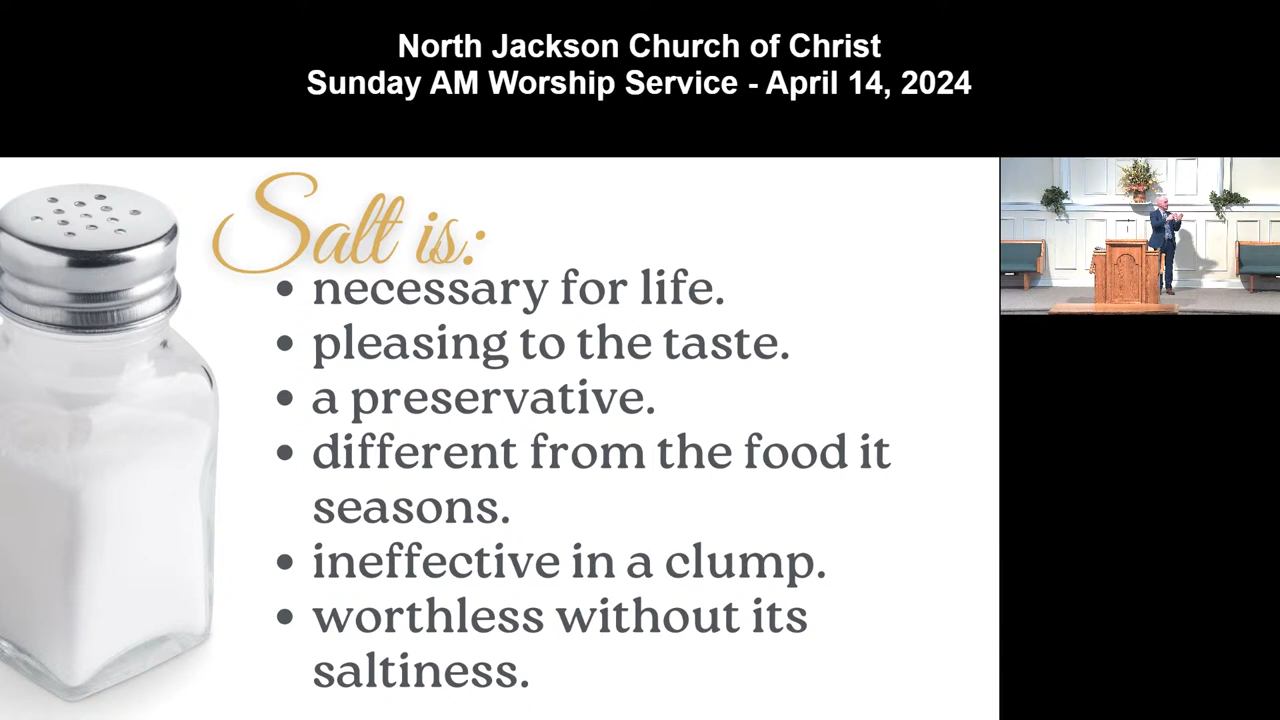 North Jackson Church of Christ
Sunday AM Worship Service - April 14, 2024
Salt is:
• necessary for life.
• pleasing to the taste.
• a preservative.
• different from the food it
seasons.
• ineffective in a clump.
• worthless without its
saltiness.